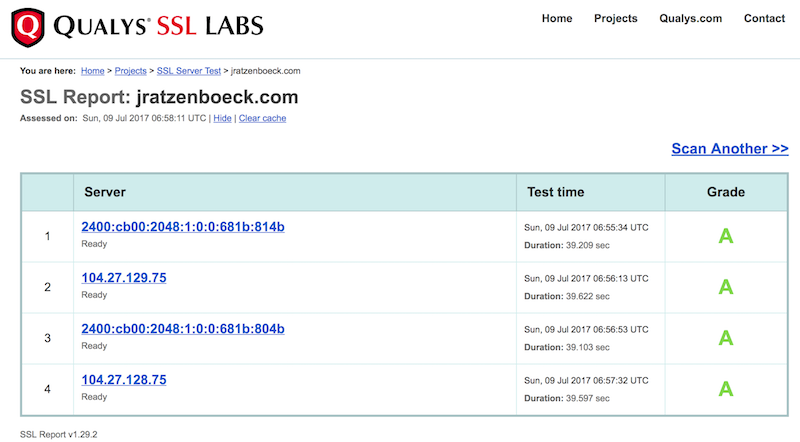 QUALYS® SSL LABS
Home Projects Qualys.com Contact
You are here: Home > Projects > SSL Server Test > jratzenboeck.com
SSL Report: jratzenboeck.com
Assessed on: Sun, 09 Jul 2017 06:58:11 UTC | Hide | Clear cache
Scan Another >>
Server Test time Grade
1 2400:cb00:2048:1:0:0:681b:814b Sun, 09 Jul 2017 06:55:34 UTC A
Ready Duration: 39.209 sec
2 104.27.129.75 Sun, 09 Jul 2017 06:56:13 UTC A
Ready Duration: 39.622 sec
3 2400:cb00:2048:1:0:0:681b:804b Sun, 09 Jul 2017 06:56:53 UTC A
Ready Duration: 39.103 sec
4 104.27.128.75 Sun, 09 Jul 2017 06:57:32 UTC A
Ready Duration: 39.597 sec
SSL Report v1.29.2